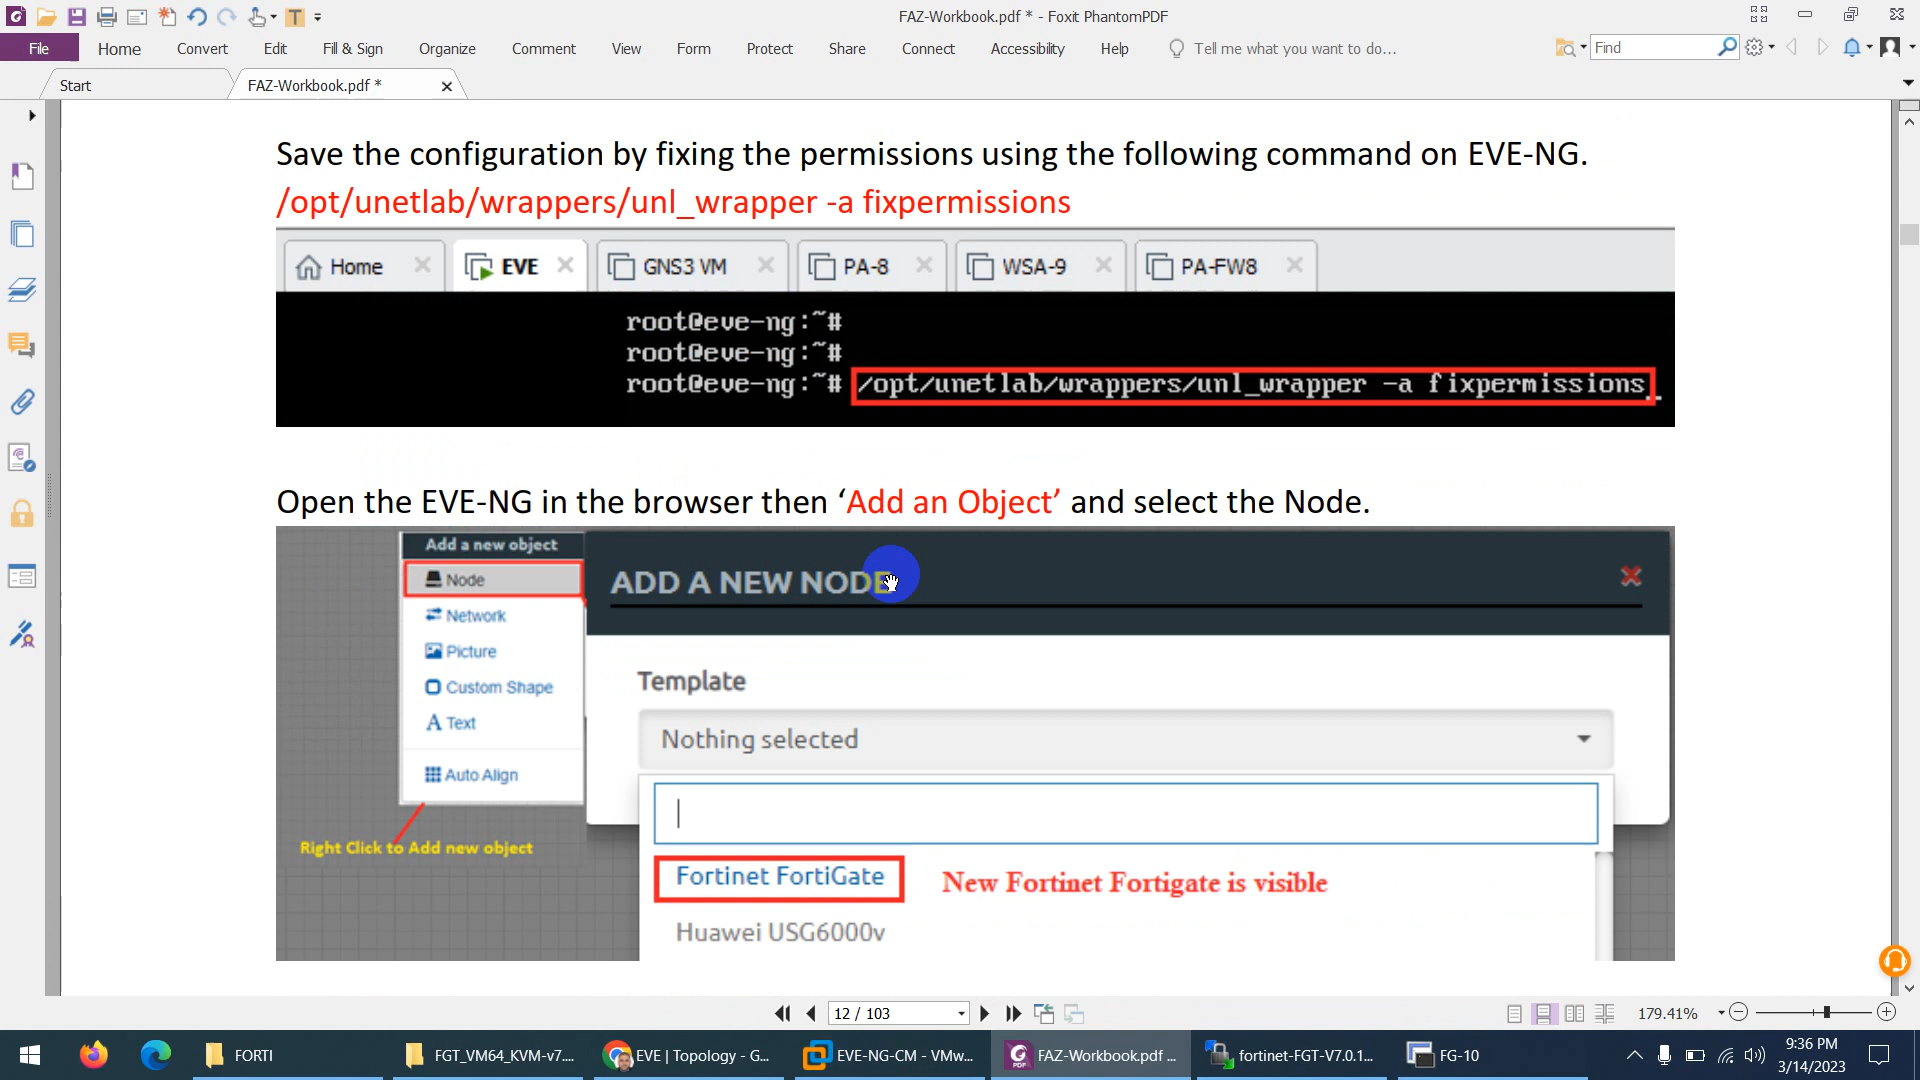 FAZ-Workbook.pdf * - Foxit PhantomPDF
File Home Convert Edit Fill & Sign Organize Comment View Form Protect Share Connect Accessibility Help Tell me what you want to do... Find
Start FAZ-Workbook.pdf *
Save the configuration by fixing the permissions using the following command on EVE-NG.
/opt/unetlab/wrappers/unl_wrapper -a fixpermissions
Home EVE GNS3 VM PA-8 WSA-9 PA-FW8
root@eve-ng:~#
root@eve-ng:~#
root@eve-ng:~# /opt/unetlab/wrappers/unl_wrapper -a fixpermissions
Open the EVE-NG in the browser then ‘Add an Object’ and select the Node.
Add a new object
Node
Network
Picture
Custom Shape
Text
Auto Align
Right Click to Add new object
ADD A NEW NODE
Template
Nothing selected
Fortinet FortiGate
New Fortinet Fortigate is visible
Huawei USG6000v
12 / 103
179.41%
FORTI
FGT_VM64_KVM-v7....
EVE | Topology - G...
EVE-NG-CM - VMw...
FAZ-Workbook.pdf ...
fortinet-FGT-V7.0.1...
FG-10
9:36 PM
3/14/2023